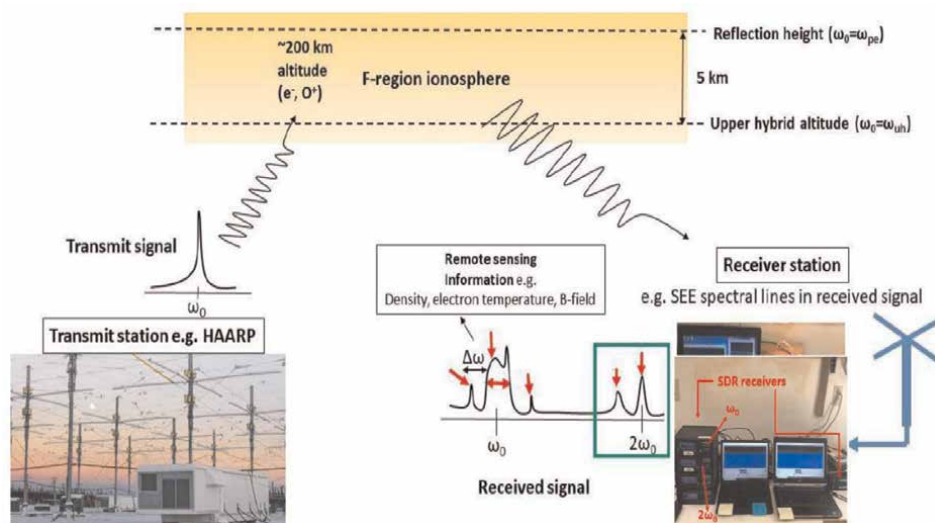 Reflection height (ω₀=ωpe)
~200 km
altitude
(e⁻, O⁺)
F-region ionosphere
5 km
Upper hybrid altitude (ω₀=ωuh)
Transmit signal
ω₀
Transmit station e.g. HAARP
Remote sensing
Information e.g.
Density, electron temperature, B-field
Δω
ω₀
2ω₀
Received signal
Receiver station
e.g. SEE spectral lines in received signal
SDR receivers
ω₀
2ω₀